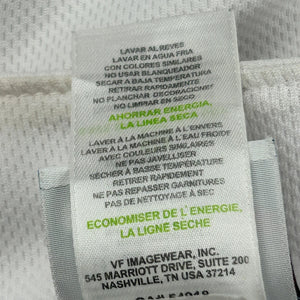 LAVAR AL REVES
LAVAR EN AGUA FRIA
CON COLORES SIMILARES
NO USAR BLANQUEADOR
SECAR A BAJA TEMPERATURA
RETIRAR RAPIDAMENTE
NO PLANCHAR DECORACIONES
NO LIMPIAR EN SECO
AHORRAR ENERGIA,
LA LINEA SECA
LAVER À LA MACHINE À L'ENVERS
LAVER À LA MACHINE À L'EAU FROIDE
AVEC COULEURS SIMILAIRES
NE PAS JAVELLISER
SÉCHER À BASSE TEMPÉRATURE
RETIRER RAPIDEMENT
NE PAS REPASSER GARNITURES
PAS DE NETTOYAGE À SEC
ECONOMISER DE L'ENERGIE,
LA LIGNE SECHE
VF IMAGEWEAR, INC.
545 MARRIOTT DRIVE, SUITE 200
NASHVILLE, TN USA 37214